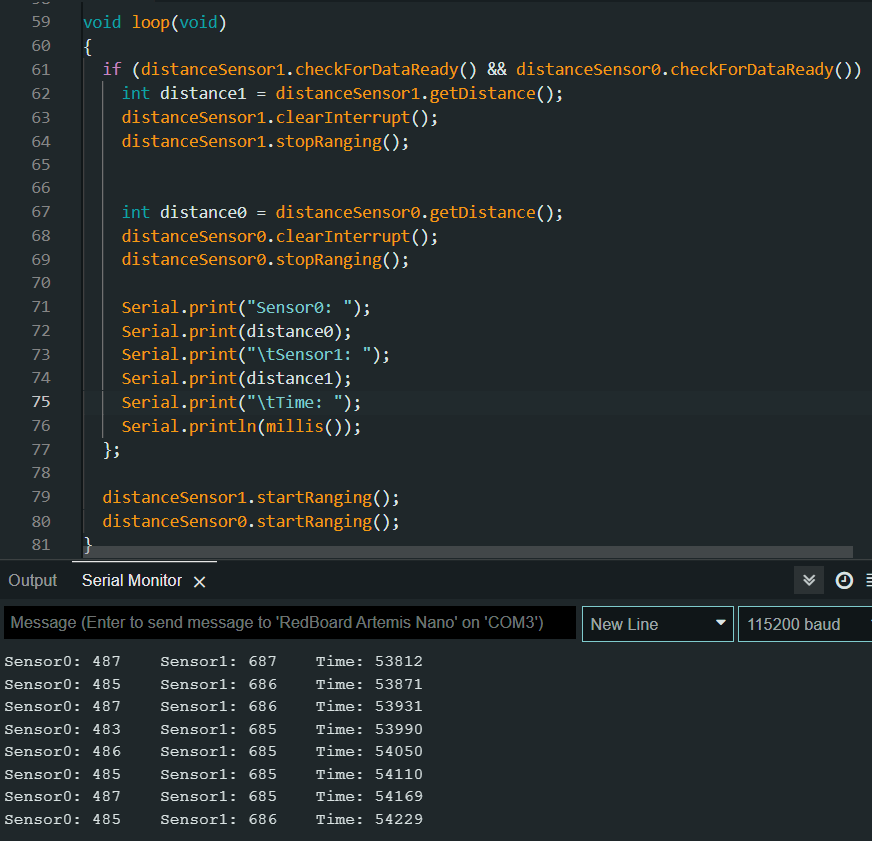 59 void loop(void)
60 {
61 if (distanceSensor1.checkForDataReady() && distanceSensor0.checkForDataReady())
62 int distance1 = distanceSensor1.getDistance();
63 distanceSensor1.clearInterrupt();
64 distanceSensor1.stopRanging();
65
66
67 int distance0 = distanceSensor0.getDistance();
68 distanceSensor0.clearInterrupt();
69 distanceSensor0.stopRanging();
70
71 Serial.print("Sensor0: ");
72 Serial.print(distance0);
73 Serial.print("\tSensor1: ");
74 Serial.print(distance1);
75 Serial.print("\tTime: ");
76 Serial.println(millis());
77 };
78
79 distanceSensor1.startRanging();
80 distanceSensor0.startRanging();
81 }
Output Serial Monitor
Message (Enter to send message to 'RedBoard Artemis Nano' on 'COM3') New Line 115200 baud
Sensor0: 487 Sensor1: 687 Time: 53812
Sensor0: 485 Sensor1: 686 Time: 53871
Sensor0: 487 Sensor1: 686 Time: 53931
Sensor0: 483 Sensor1: 685 Time: 53990
Sensor0: 486 Sensor1: 685 Time: 54050
Sensor0: 485 Sensor1: 685 Time: 54110
Sensor0: 487 Sensor1: 685 Time: 54169
Sensor0: 485 Sensor1: 686 Time: 54229